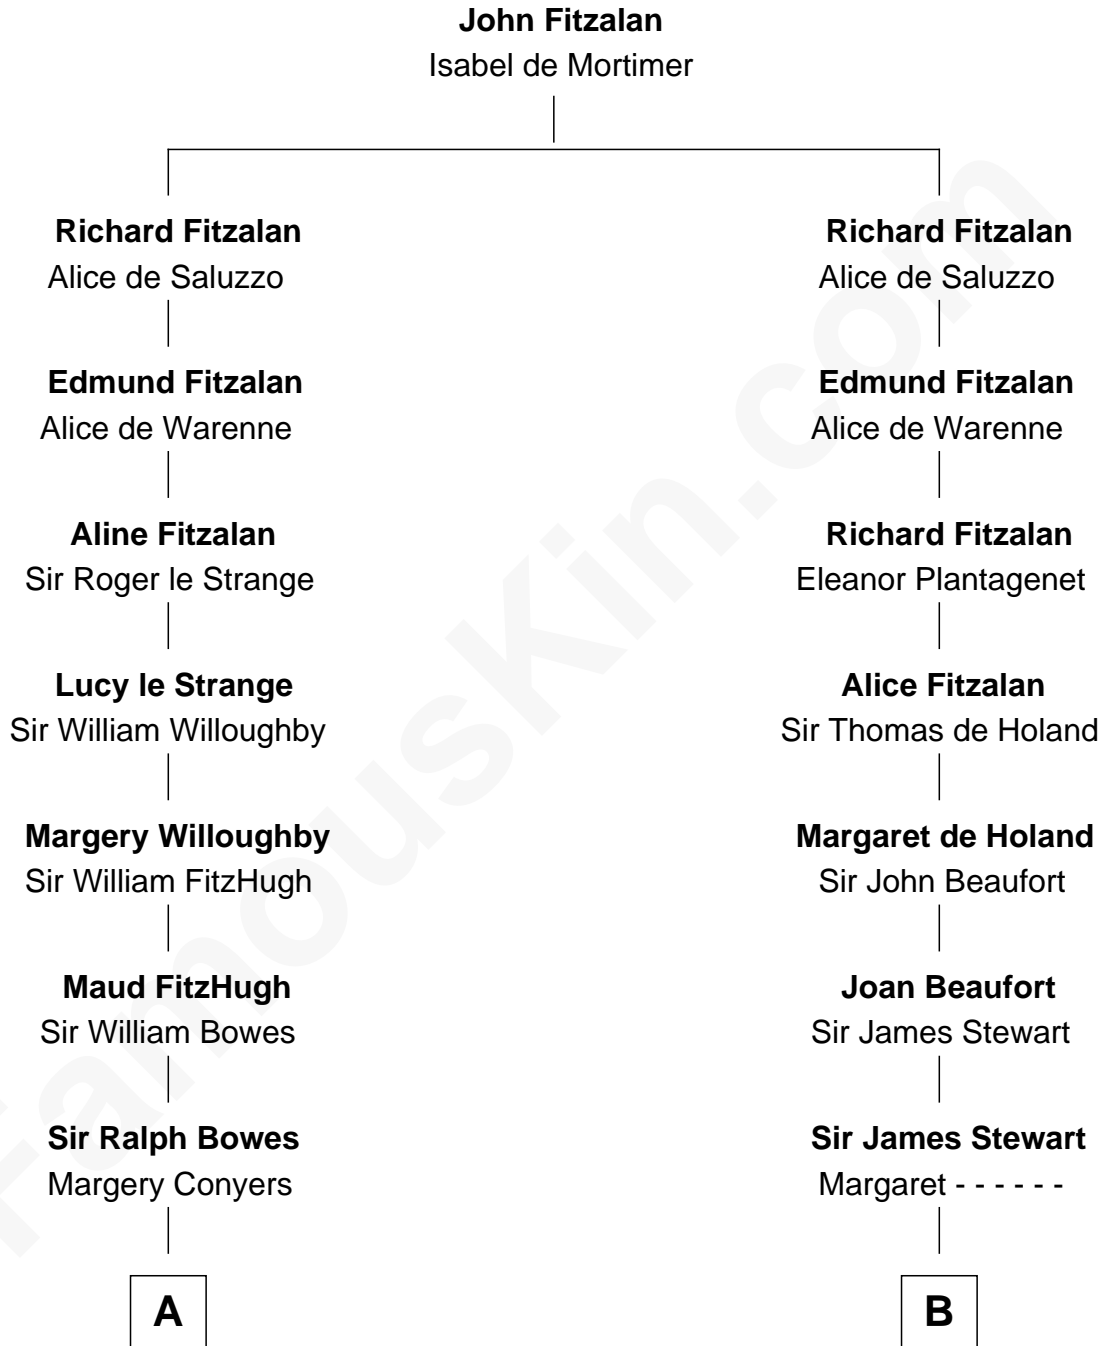 John Fitzalan
Isabel de Mortimer
Richard Fitzalan
Alice de Saluzzo
Richard Fitzalan
Alice de Saluzzo
Edmund Fitzalan
Alice de Warenne
Edmund Fitzalan
Alice de Warenne
Aline Fitzalan
Sir Roger le Strange
Richard Fitzalan
Eleanor Plantagenet
Lucy le Strange
Sir William Willoughby
Alice Fitzalan
Sir Thomas de Holand
Margery Willoughby
Sir William FitzHugh
Margaret de Holand
Sir John Beaufort
Maud FitzHugh
Sir William Bowes
Joan Beaufort
Sir James Stewart
Sir Ralph Bowes
Margery Conyers
Sir James Stewart
Margaret - - - - - -
A
B
FamousKin.com